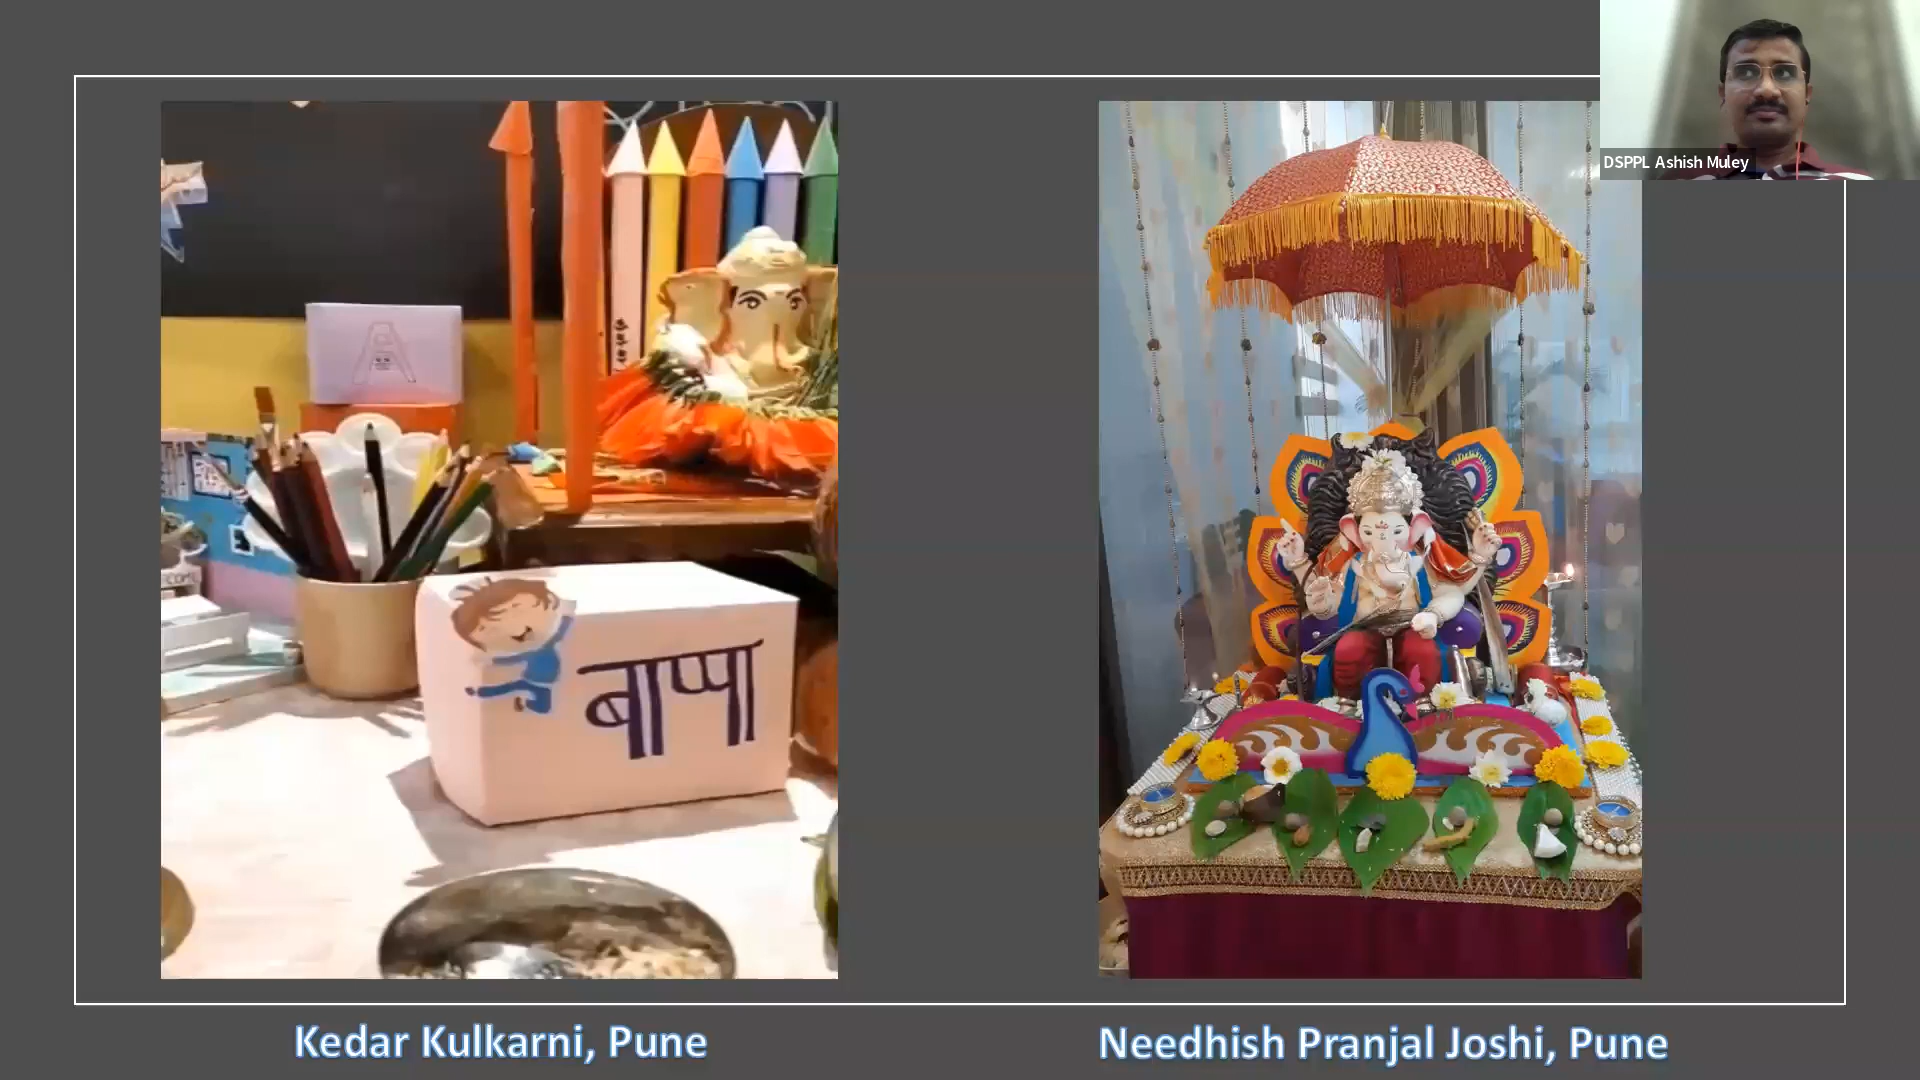 DSPPL Ashish Muley
A
बाप्पा
Kedar Kulkarni, Pune
Needhish Pranjal Joshi, Pune